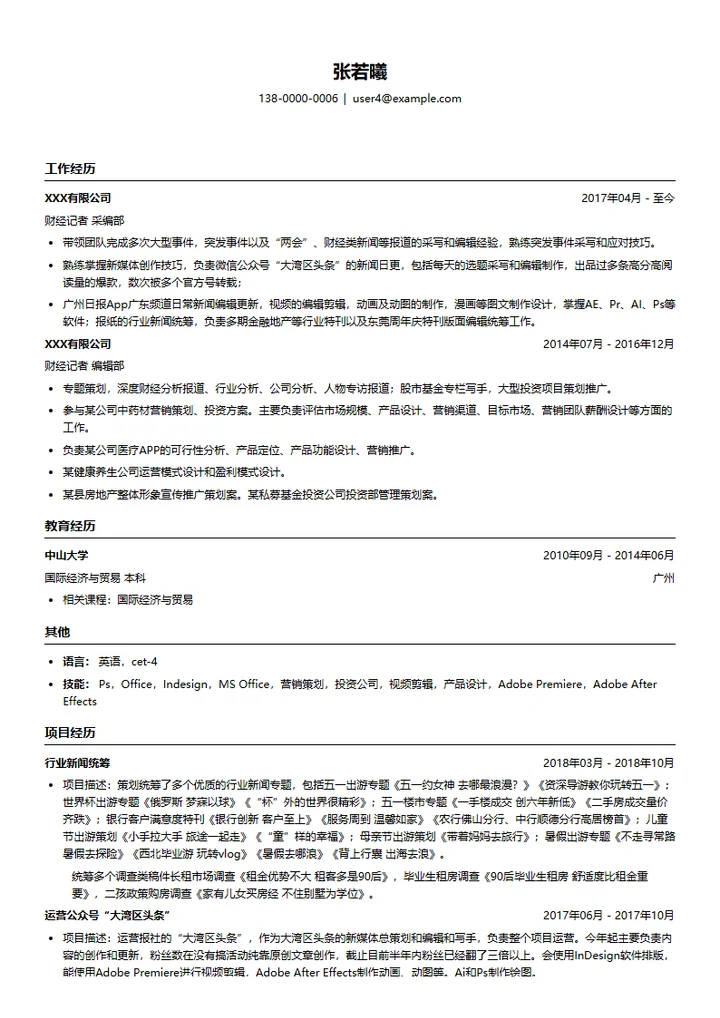 张若曦
138-0000-0006 | user4@example.com
工作经历
XXX有限公司 2017年04月 - 至今
财经记者 采编部
• 带领团队完成多次大型事件，突发事件以及“两会”、财经类新闻等报道的采写和编辑经验，熟练突发事件采写和应对技巧。
• 熟练掌握新媒体创作技巧，负责微信公众号“大湾区头条”的新闻日更，包括每天的选题采写和编辑制作，出品过多条高分高阅
读量的爆款，数次被多个官方号转载；
• 广州日报App广东频道日常新闻编辑更新，视频的编辑剪辑，动画及动图的制作，漫画等图文制作设计，掌握AE、Pr、AI、Ps等
软件；报纸的行业新闻统筹，负责多期金融地产等行业特刊以及东莞周年庆特刊版面编辑统筹工作。
XXX有限公司 2014年07月 - 2016年12月
财经记者 编辑部
• 专题策划，深度财经分析报道、行业分析、公司分析、人物专访报道；股市基金专栏写手，大型投资项目策划推广。
• 参与某公司中药材营销策划、投资方案。主要负责评估市场规模、产品设计、营销渠道、目标市场、营销团队薪酬设计等方面的
工作。
• 负责某公司医疗APP的可行性分析、产品定位、产品功能设计、营销推广。
• 某健康养生公司运营模式设计和盈利模式设计。
• 某县房地产整体形象宣传推广策划案。某私募基金投资公司投资部管理策划案。
教育经历
中山大学 2010年09月 - 2014年06月
国际经济与贸易 本科 广州
• 相关课程：国际经济与贸易
其他
• 语言： 英语，cet-4
• 技能： Ps，Office，Indesign，MS Office，营销策划，投资公司，视频剪辑，产品设计，Adobe Premiere，Adobe After
Effects
项目经历
行业新闻统筹 2018年03月 - 2018年10月
• 项目描述：策划统筹了多个优质的行业新闻专题，包括五一出游专题《五一约女神 去哪最浪漫？》《资深导游教你玩转五一》；
世界杯出游专题《俄罗斯 梦寐以球》《“杯”外的世界很精彩》；五一楼市专题《一手楼成交 创六年新低》《二手房成交量价
齐跌》；银行客户满意度特刊《银行创新 客户至上》《服务周到 温馨如家》《农行佛山分行、中行顺德分行高居榜首》；儿童
节出游策划《小手拉大手 旅途一起走》《“童”样的幸福》；母亲节出游策划《带着妈妈去旅行》；暑假出游专题《不走寻常路
暑假去探险》《西北毕业游 玩转vlog》《暑假去哪浪》《背上行囊 出海去浪》。
统筹多个调查类稿件长租市场调查《租金优势不大 租客多是90后》，毕业生租房调查《90后毕业生租房 舒适度比租金重
要》，二孩政策购房调查《家有儿女买房经 不住别墅为学位》。
运营公众号“大湾区头条” 2017年06月 - 2017年10月
• 项目描述：运营报社的“大湾区头条”，作为大湾区头条的新媒体总策划和编辑和写手，负责整个项目运营。今年起主要负责内
容的创作和更新，粉丝数在没有搞活动纯靠原创文章创作，截止目前半年内粉丝已经翻了三倍以上。会使用InDesign软件排版，
能使用Adobe Premiere进行视频剪辑，Adobe After Effects制作动画，动图等。Ai和Ps制作绘图。